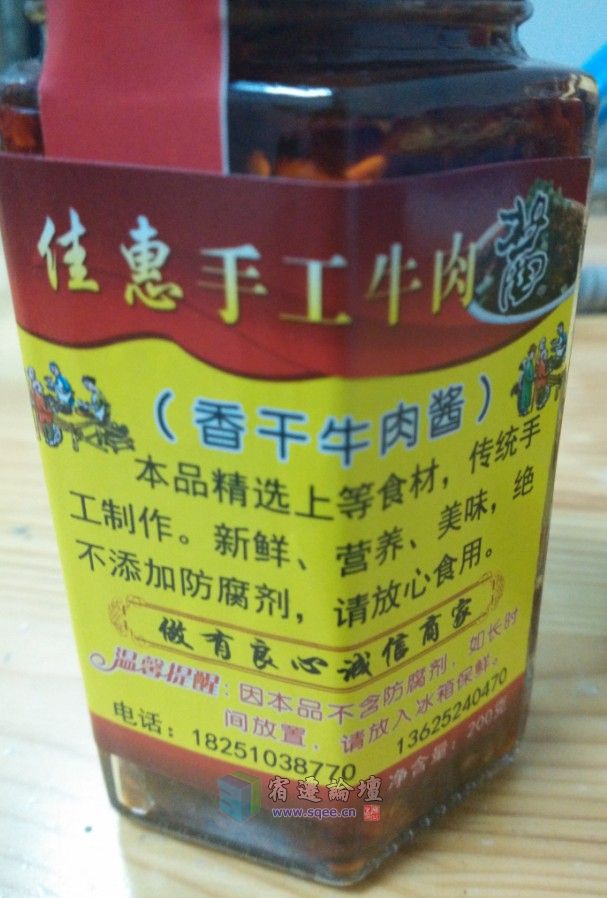 佳惠手工牛肉酱
（香干牛肉酱）
本品精选上等食材，传统手
工制作。新鲜、营养、美味，绝
不添加防腐剂，请放心食用。
做有良心诚信商家
温馨提醒：因本品不含防腐剂，如长时
间放置，请放入冰箱保鲜。
电话：18251038770 13625240470
净含量：200克
宿遷論壇
www.sqee.cn